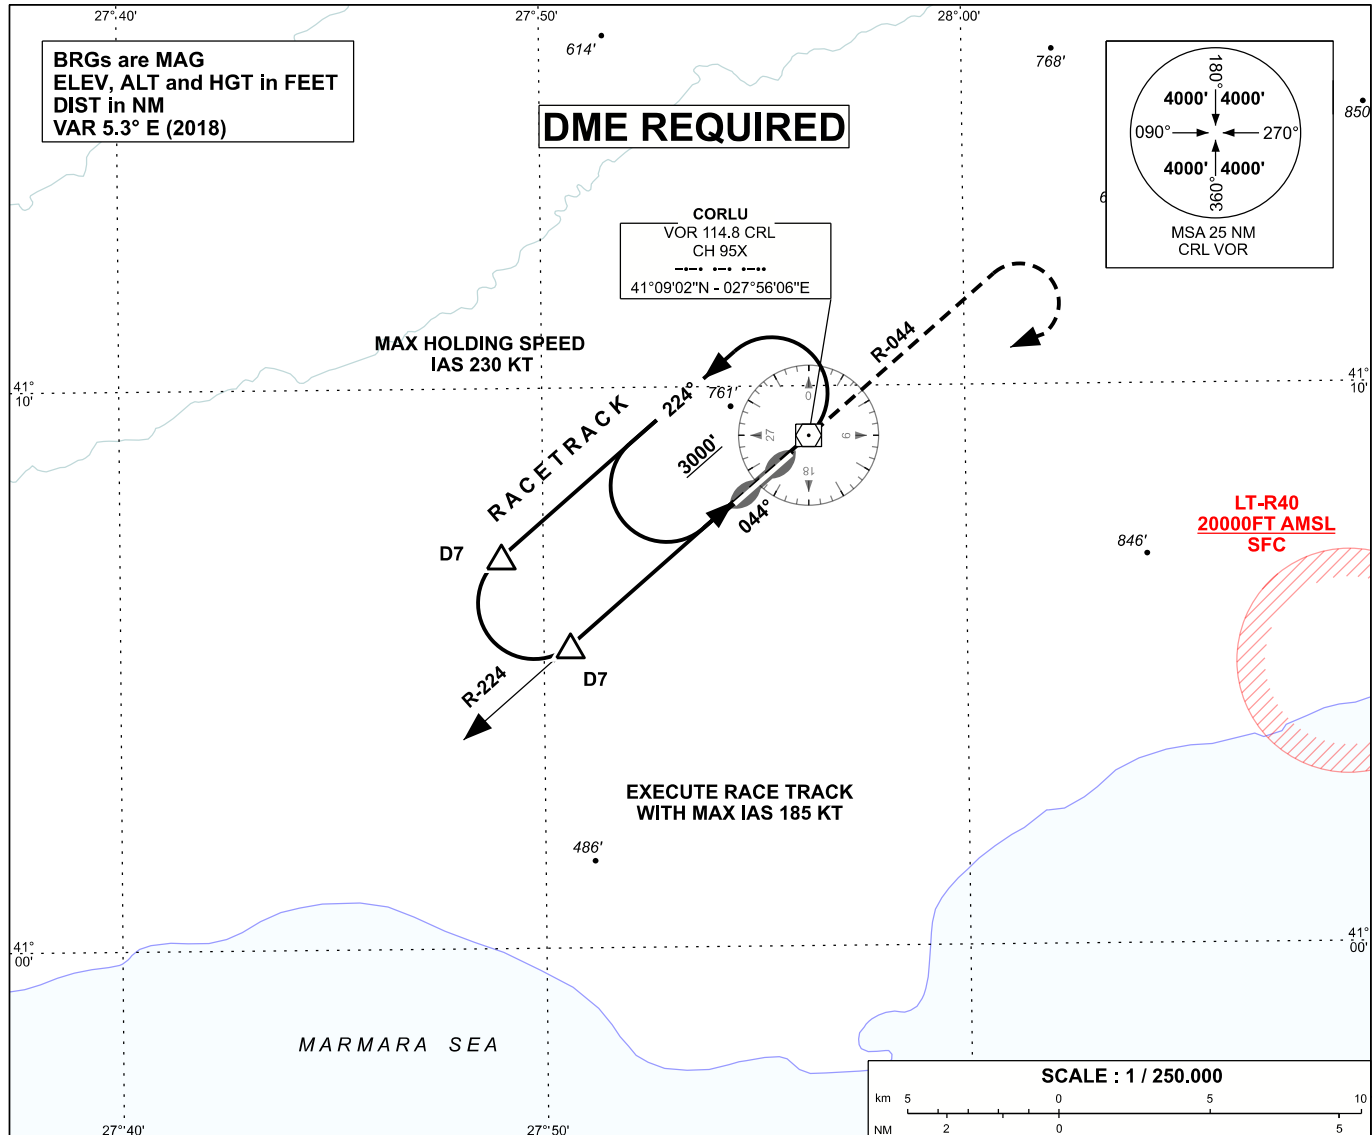 27°40'
27°50'
28°00'
BRGs are MAG
ELEV, ALT and HGT in FEET
DIST in NM
VAR 5.3° E (2018)
614'
768'
850
DME REQUIRED
180°
4000' 4000'
090° 270°
4000' 4000'
360°
MSA 25 NM
CRL VOR
6
CORLU
VOR 114.8 CRL
CH 95X
41°09'02"N - 027°56'06"E
MAX HOLDING SPEED
IAS 230 KT
R-044
41°
10'
41°
10'
761'
224°
RACETRACK
3000'
0
27
9
18
044°
D7
D7
R-224
LT-R40
20000FT AMSL
SFC
846'
EXECUTE RACE TRACK
WITH MAX IAS 185 KT
486'
41°
00'
41°
00'
MARMARA SEA
SCALE : 1 / 250.000
km 5 0 5 10
NM 2 0 5
27°40'
27°50'